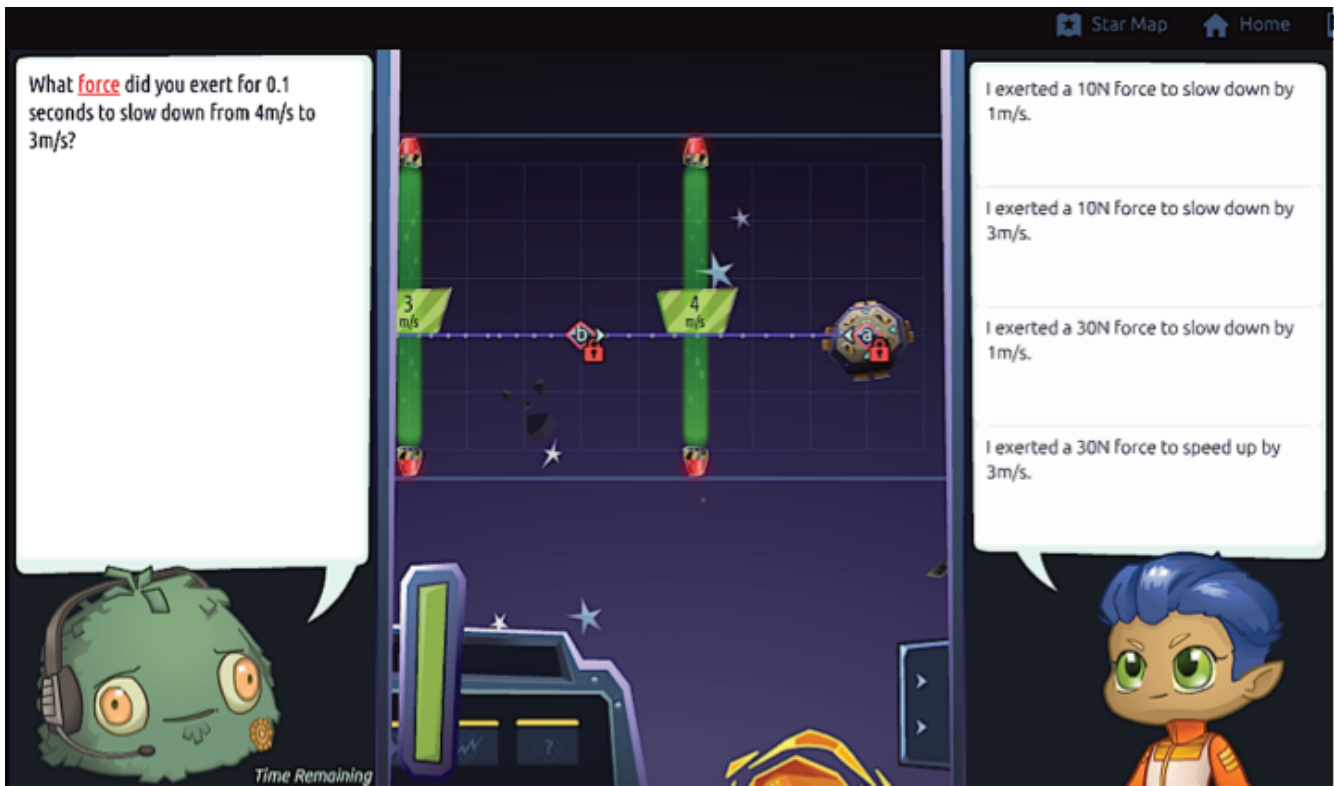 Star Map
Home
What force did you exert for 0.1
seconds to slow down from 4m/s to
3m/s?
3
m/s
b
4
m/s
a
I exerted a 10N force to slow down by
1m/s.
I exerted a 10N force to slow down by
3m/s.
I exerted a 30N force to slow down by
1m/s.
I exerted a 30N force to speed up by
3m/s.
?
Time Remaining